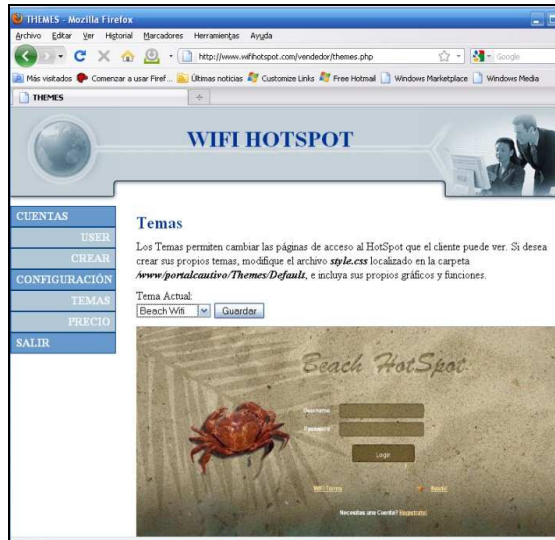 THEMES - Mozilla Firefox
Archivo Editar Ver Historial Marcadores Herramientas Ayuda
http://www.wifihotspot.com/vendedor/themes.php
Google
Más visitados Comenzar a usar Firef... Últimas noticias Customize Links Free Hotmail Windows Marketplace Windows Media
THEMES
WIFI HOTSPOT
CUENTAS
USER
CREAR
CONFIGURACIÓN
TEMAS
PRECIO
SALIR
Temas
Los Temas permiten cambiar las páginas de acceso al HotSpot que el cliente puede ver. Si desea
crear sus propios temas, modifique el archivo style.css localizado en la carpeta
/www/portalcautivo/Themes/Default, e incluya sus propios gráficos y funciones.
Tema Actual:
Beach Wifi Guardar
Beach HotSpot
Username
Password
Login
WiFi Terms
Necesitas una Cuenta? Registrate!